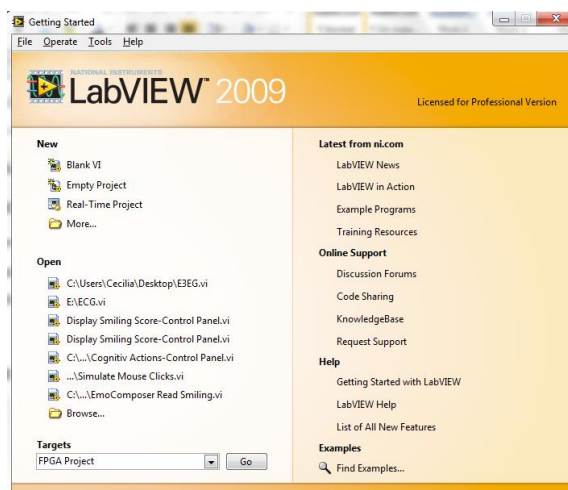 Getting Started
File Operate Tools Help
NATIONAL INSTRUMENTS
LabVIEW™ 2009
Licensed for Professional Version
New
Blank VI
Empty Project
Real-Time Project
More...
Open
C:\Users\Cecilia\Desktop\E3EG.vi
E:\ECG.vi
Display Smiling Score-Control Panel.vi
Display Smiling Score-Control Panel.vi
C:\...\Cognitiv Actions-Control Panel.vi
...\Simulate Mouse Clicks.vi
C:\...\EmoComposer Read Smiling.vi
Browse...
Targets
FPGA Project
Go
Latest from ni.com
LabVIEW News
LabVIEW in Action
Example Programs
Training Resources
Online Support
Discussion Forums
Code Sharing
KnowledgeBase
Request Support
Help
Getting Started with LabVIEW
LabVIEW Help
List of All New Features
Examples
Find Examples...